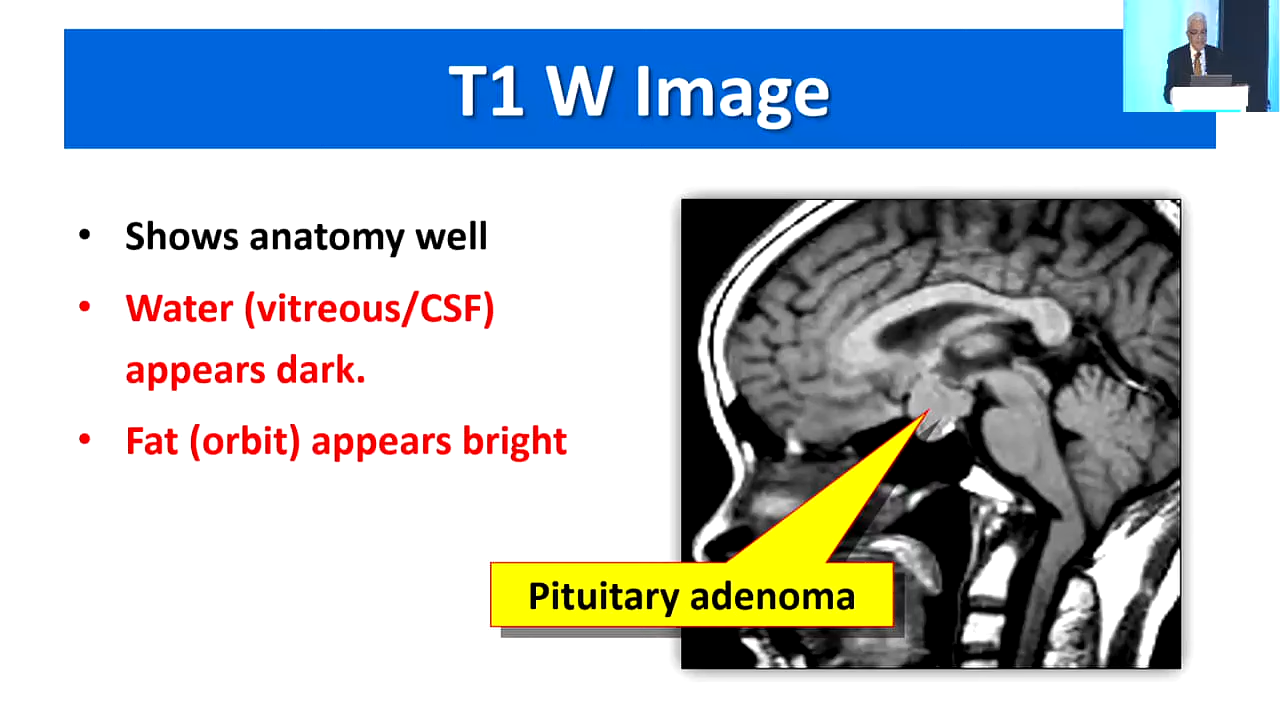 T1 W Image
• Shows anatomy well
• Water (vitreous/CSF)
appears dark.
• Fat (orbit) appears bright
Pituitary adenoma